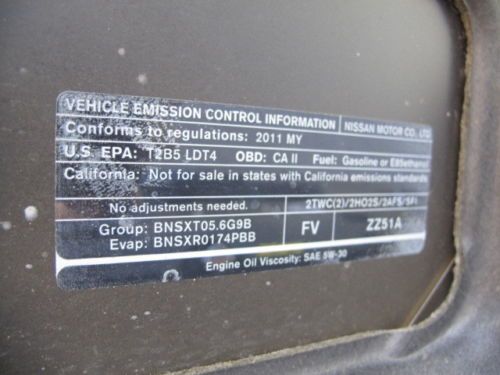 VEHICLE EMISSION CONTROL INFORMATION NISSAN MOTOR CO., LTD.
Conforms to regulations: 2011 MY
U.S. EPA: T2B5 LDT4 OBD: CA II Fuel: Gasoline or E85ethanol
California: Not for sale in states with California emissions standards.
No adjustments needed. 2TWC(2)/2HO2S/2AFS/SFI
Group: BNSXT05.6G9B FV ZZ51A
Evap: BNSXR0174PBB
Engine Oil Viscosity: SAE 5W-30